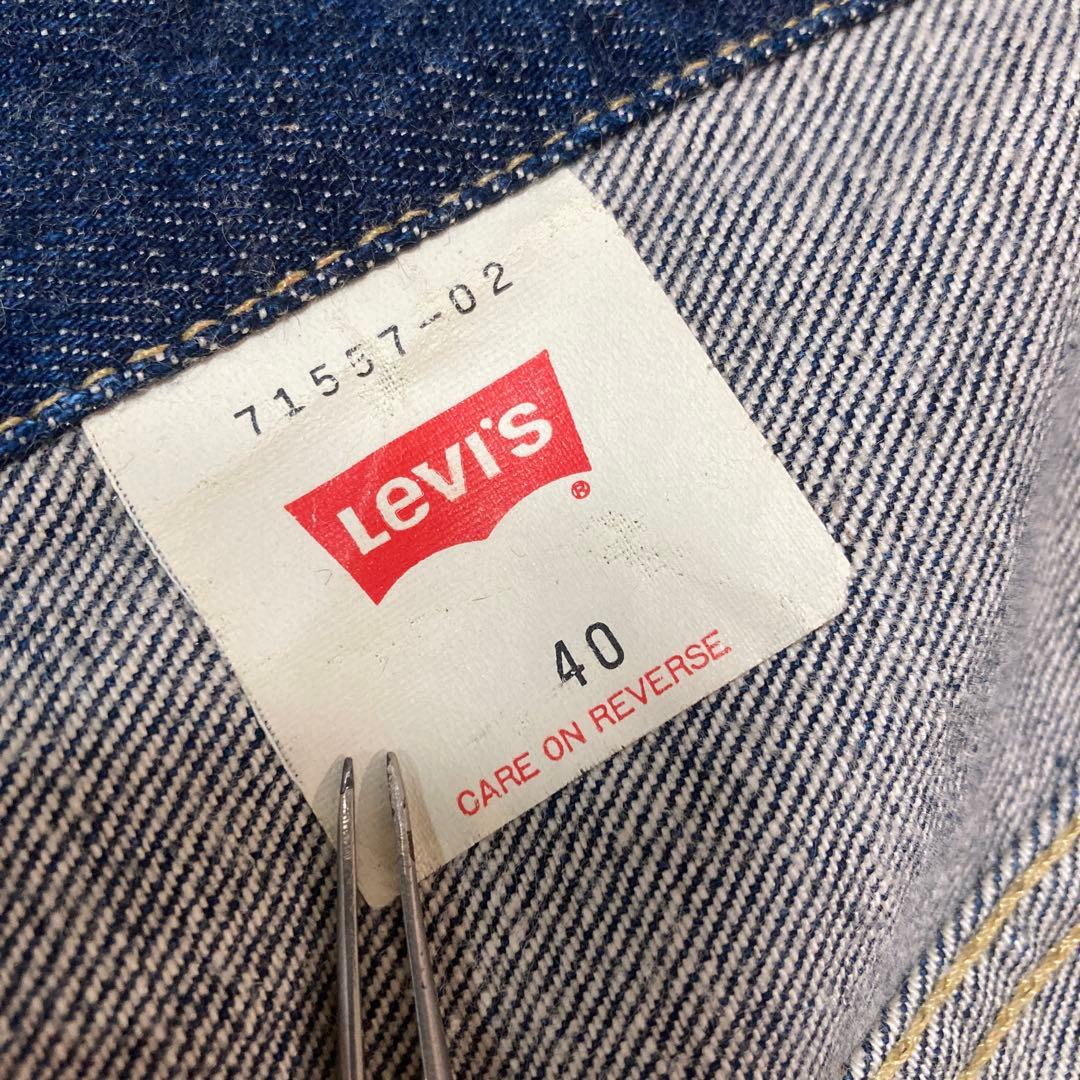 71557-02
Levi's
®
40
CARE ON REVERSE